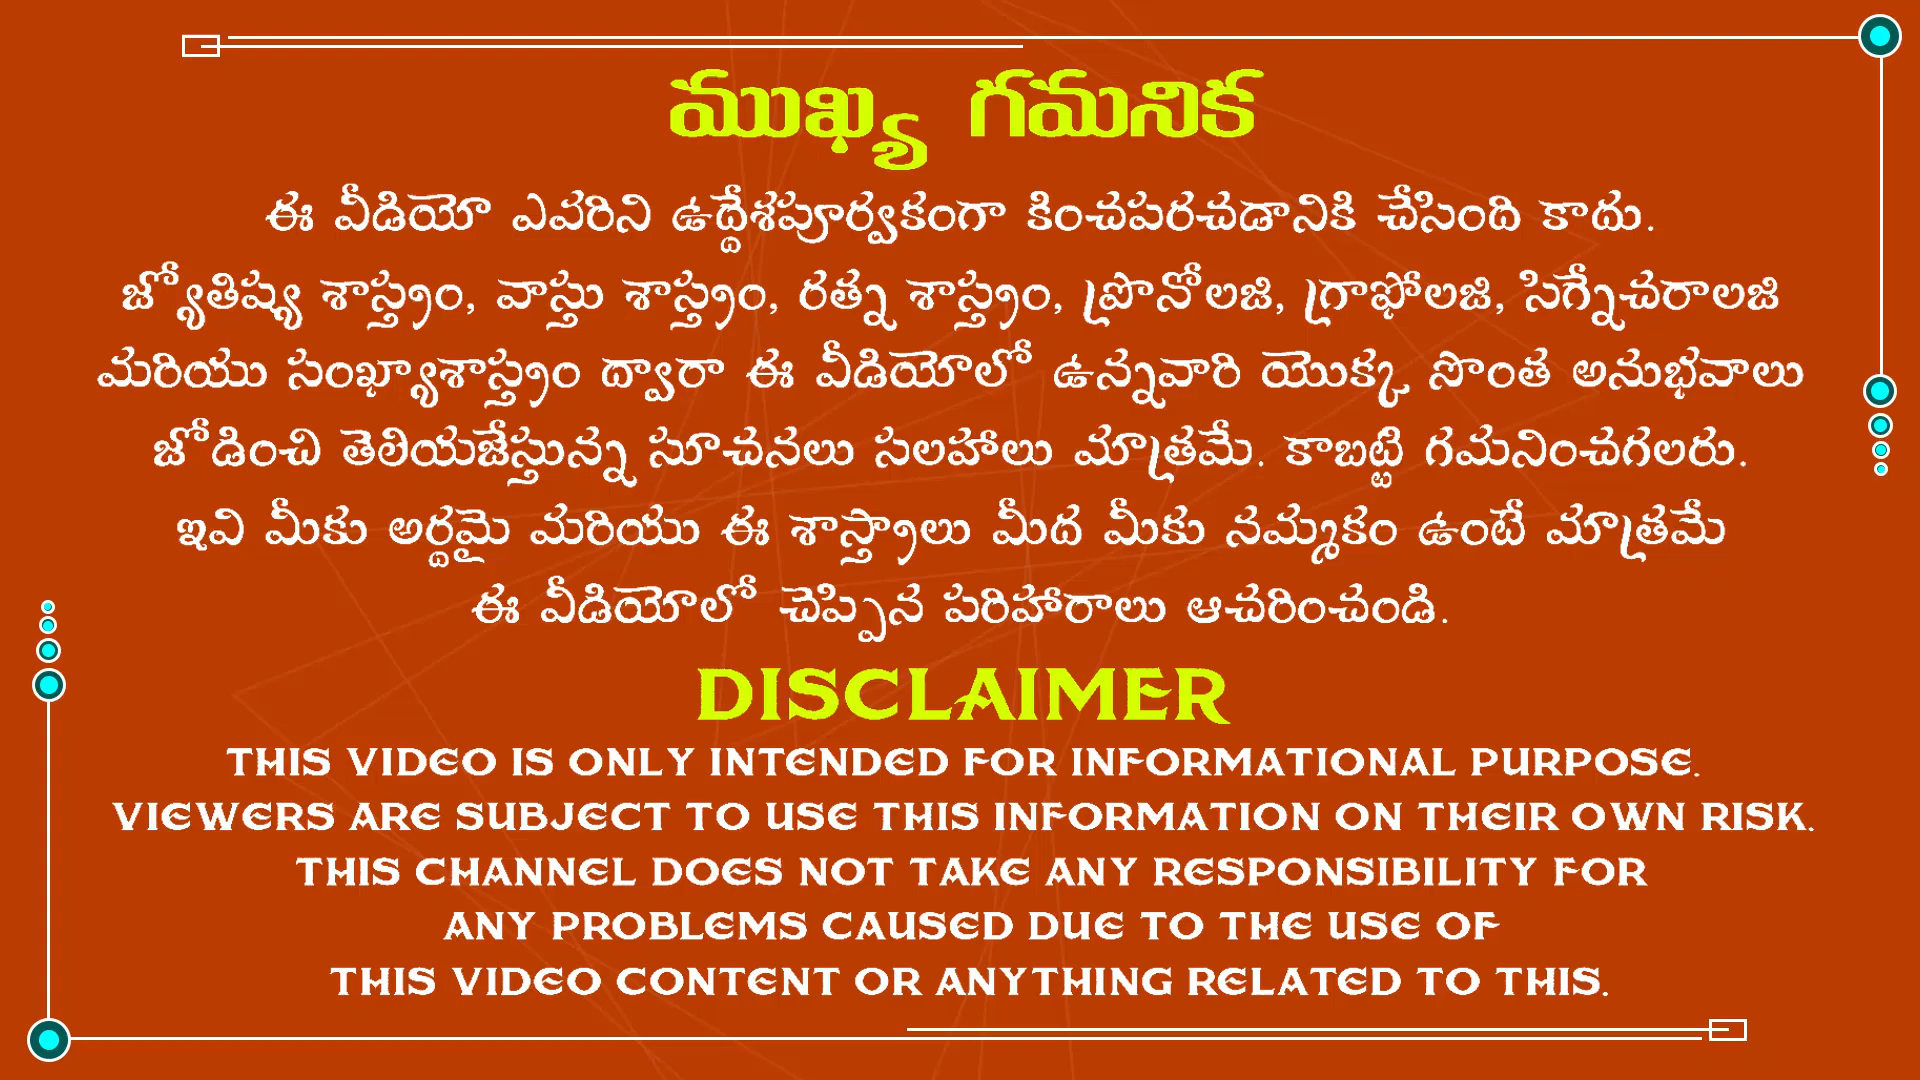 ముఖ్య గమనిక
ఈ వీడియో ఎవరిని ఉద్దేశపూర్వకంగా కించపరచడానికి చేసింది కాదు.
జ్యోతిష్య శాస్త్రం, వాస్తు శాస్త్రం, రత్న శాస్త్రం, ప్రొనోలజి, గ్రాఫోలజి, సిగ్నేచరాలజి
మరియు సంఖ్యాశాస్త్రం ద్వారా ఈ వీడియోలో ఉన్నవారి యొక్క సొంత అనుభవాలు
జోడించి తెలియజేస్తున్న సూచనలు సలహాలు మాత్రమే. కాబట్టి గమనించగలరు.
ఇవి మీకు అర్దమై మరియు ఈ శాస్త్రాలు మీద మీకు నమ్మకం ఉంటే మాత్రమే
ఈ వీడియోలో చెప్పిన పరిహారాలు ఆచరించండి.
DISCLAIMER
THIS VIDEO IS ONLY INTENDED FOR INFORMATIONAL PURPOSE.
VIEWERS ARE SUBJECT TO USE THIS INFORMATION ON THEIR OWN RISK.
THIS CHANNEL DOES NOT TAKE ANY RESPONSIBILITY FOR
ANY PROBLEMS CAUSED DUE TO THE USE OF
THIS VIDEO CONTENT OR ANYTHING RELATED TO THIS.